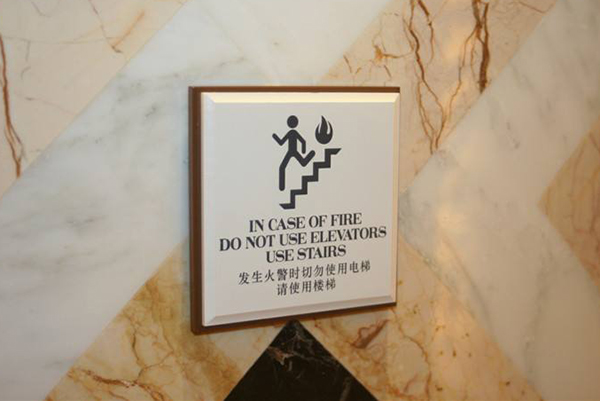 IN CASE OF FIRE
DO NOT USE ELEVATORS
USE STAIRS
发生火警时切勿使用电梯
请使用楼梯